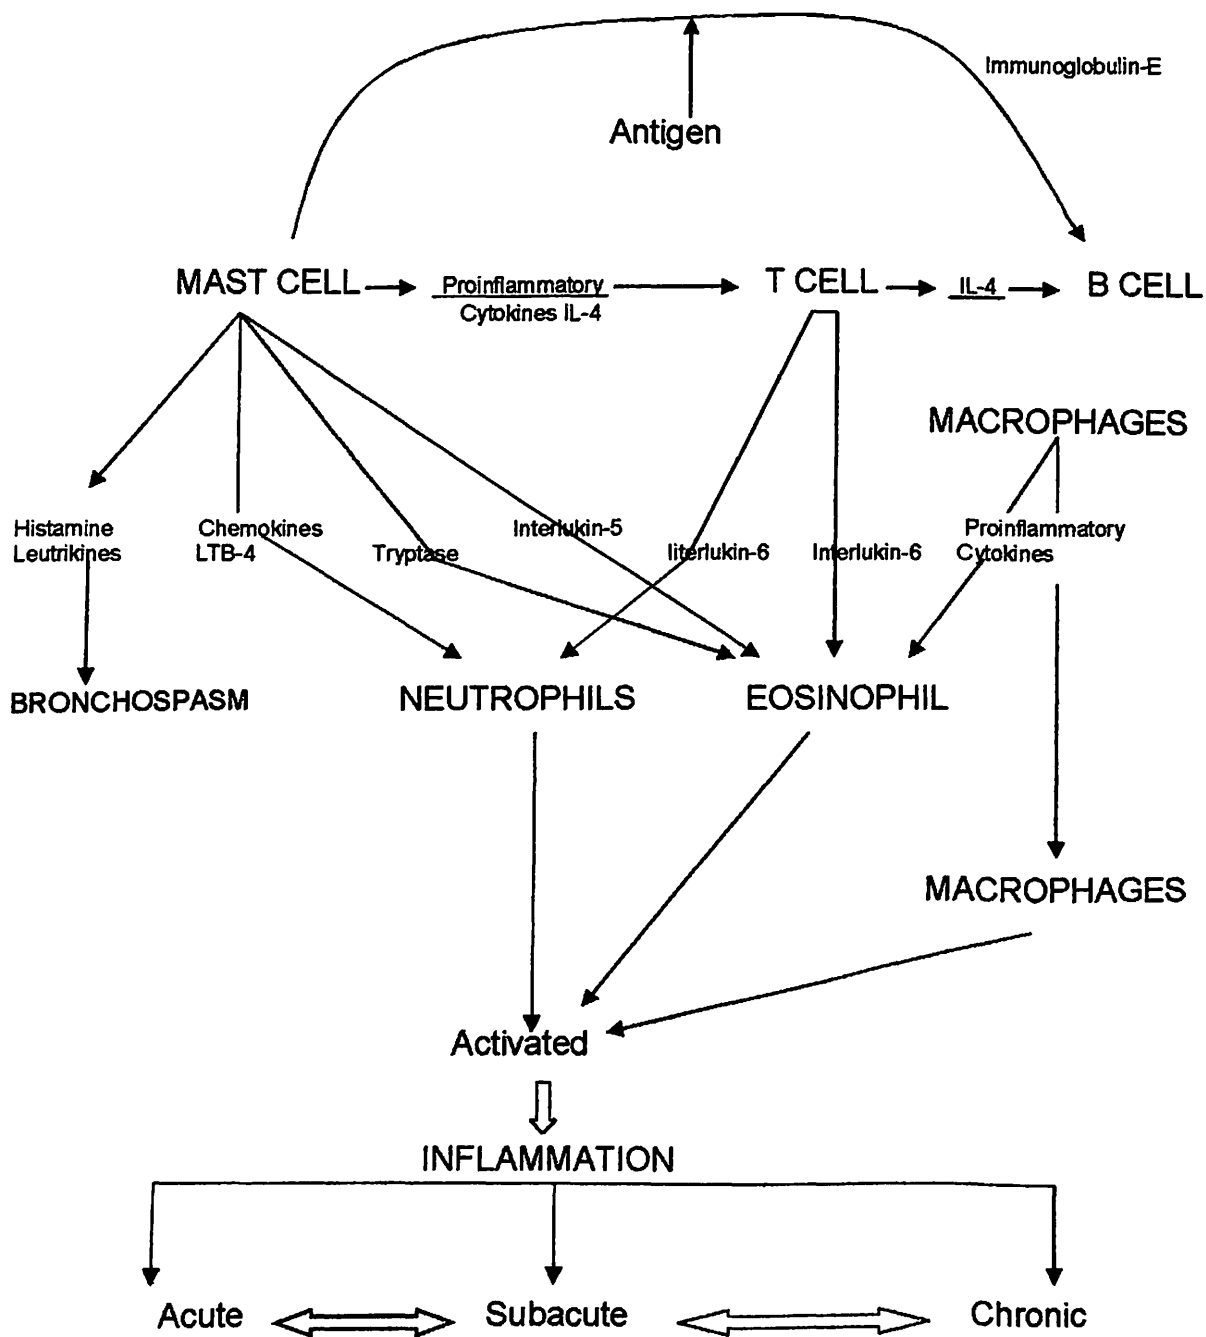 Immunoglobulin-E
Antigen
MAST CELL
Proinflammatory
Cytokines IL-4
T CELL
IL-4
B CELL
MACROPHAGES
Histamine
Leutrikines
Chemokines
LTB-4
Tryptase
Interlukin-5
Iiterlukin-6
Interlukin-6
Proinflammatory
Cytokines
BRONCHOSPASM
NEUTROPHILS
EOSINOPHIL
MACROPHAGES
Activated
INFLAMMATION
Acute
Subacute
Chronic